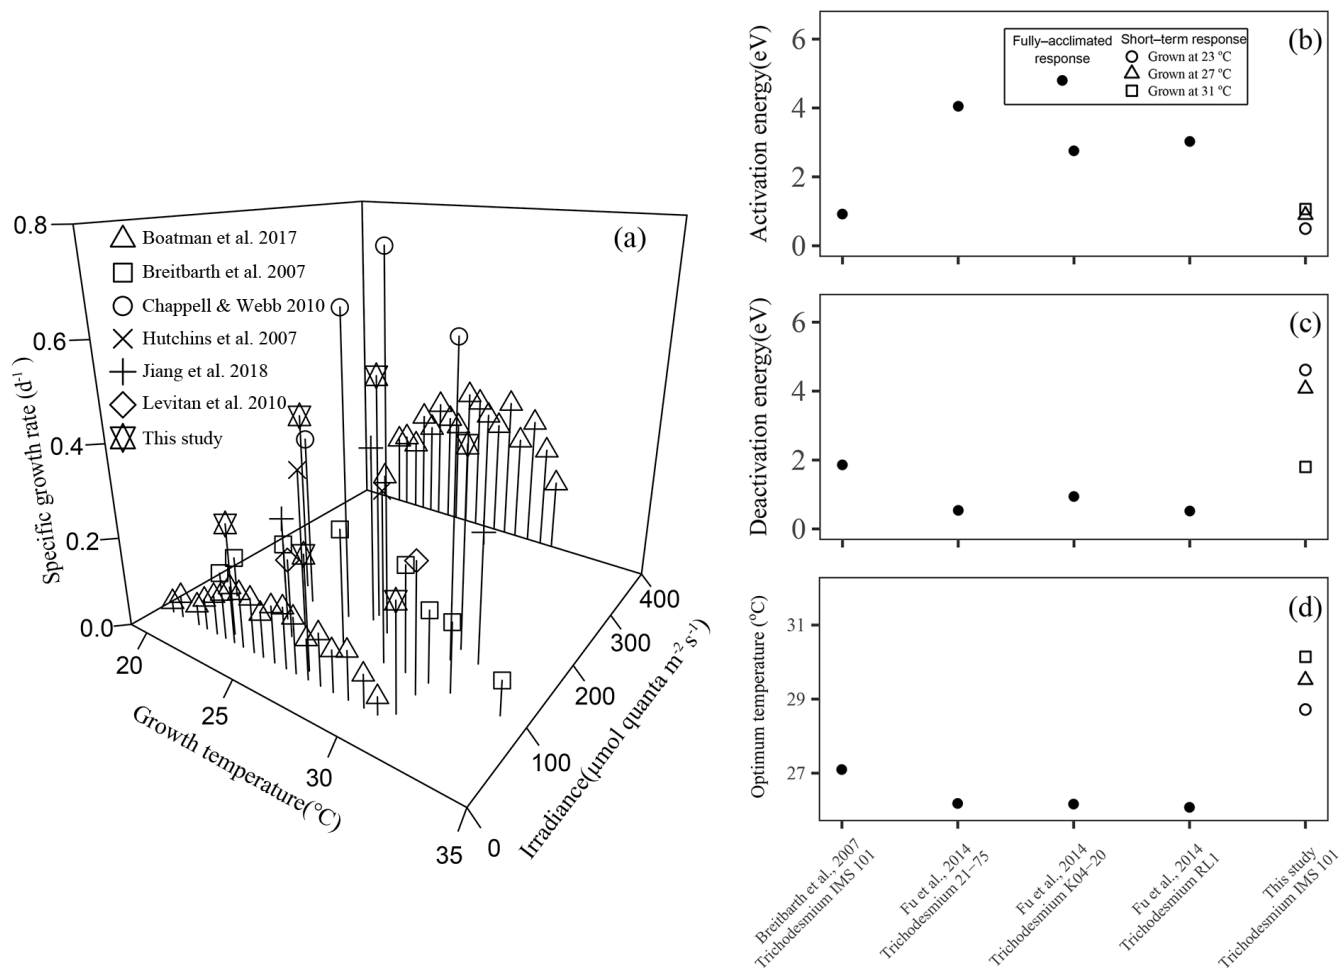 (a)
0.8
0.6
0.4
0.2
0.0
Specific growth rate (d-1)
Boatman et al. 2017
Breitbarth et al. 2007
Chappell & Webb 2010
Hutchins et al. 2007
Jiang et al. 2018
Levitan et al. 2010
This study
20
25
30
35
Growth temperature(°C)
0
100
200
300
400
Irradiance(μmol quanta m-2 s-1)
(b)
Activation energy(eV)
6
4
2
0
Fully–acclimated
response
Short–term response
Grown at 23 °C
Grown at 27 °C
Grown at 31 °C
(c)
Deactivation energy(eV)
6
4
2
0
(d)
Optimum temperature (°C)
31
29
27
Breitbarth et al., 2007
Trichodesmium IMS 101
Fu et al., 2014
Trichodesmium 21−75
Fu et al., 2014
Trichodesmium K04−20
Fu et al., 2014
Trichodesmium RL1
This study
Trichodesmium IMS 101